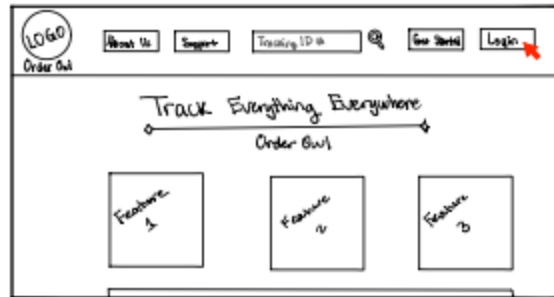 LOGO
Order Owl
About Us
Support
Tracking ID #
Get Started
Login
Track Everything Everywhere
Order Owl
Feature
1
Feature
2
Feature
3